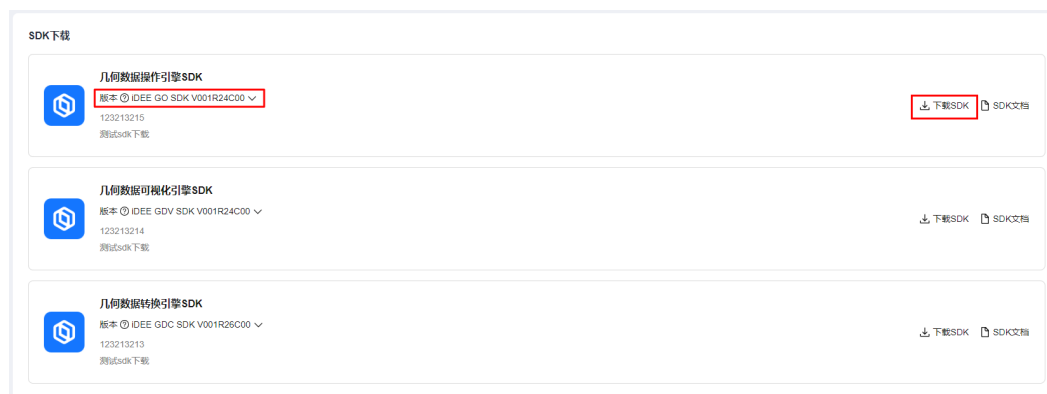 SDK下载
几何数据操作引擎SDK
版本 iDEE GO SDK V001R24C00
下载SDK SDK文档
123213215
测试sdk下载
几何数据可视化引擎SDK
版本 iDEE GDV SDK V001R24C00
下载SDK SDK文档
123213214
测试sdk下载
几何数据转换引擎SDK
版本 iDEE GDC SDK V001R26C00
下载SDK SDK文档
123213213
测试sdk下载